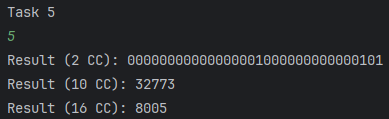 Task 5
5
Result (2 CC): 00000000000000001000000000000101
Result (10 CC): 32773
Result (16 CC): 8005